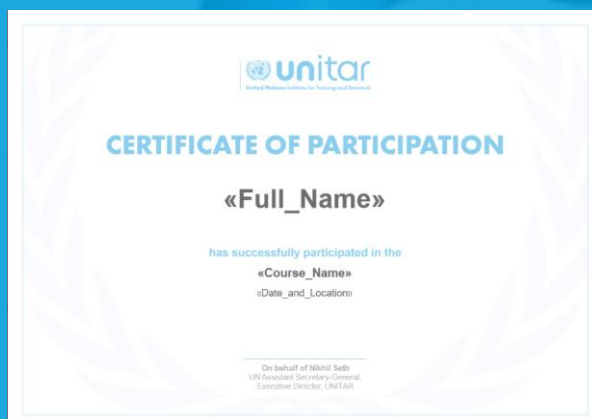 unitar
United Nations Institute for Training and Research
CERTIFICATE OF PARTICIPATION
«Full_Name»
has successfully participated in the
«Course_Name»
«Date_and_Location»
On behalf of Nikhil Seth
UN Assistant Secretary-General,
Executive Director, UNITAR